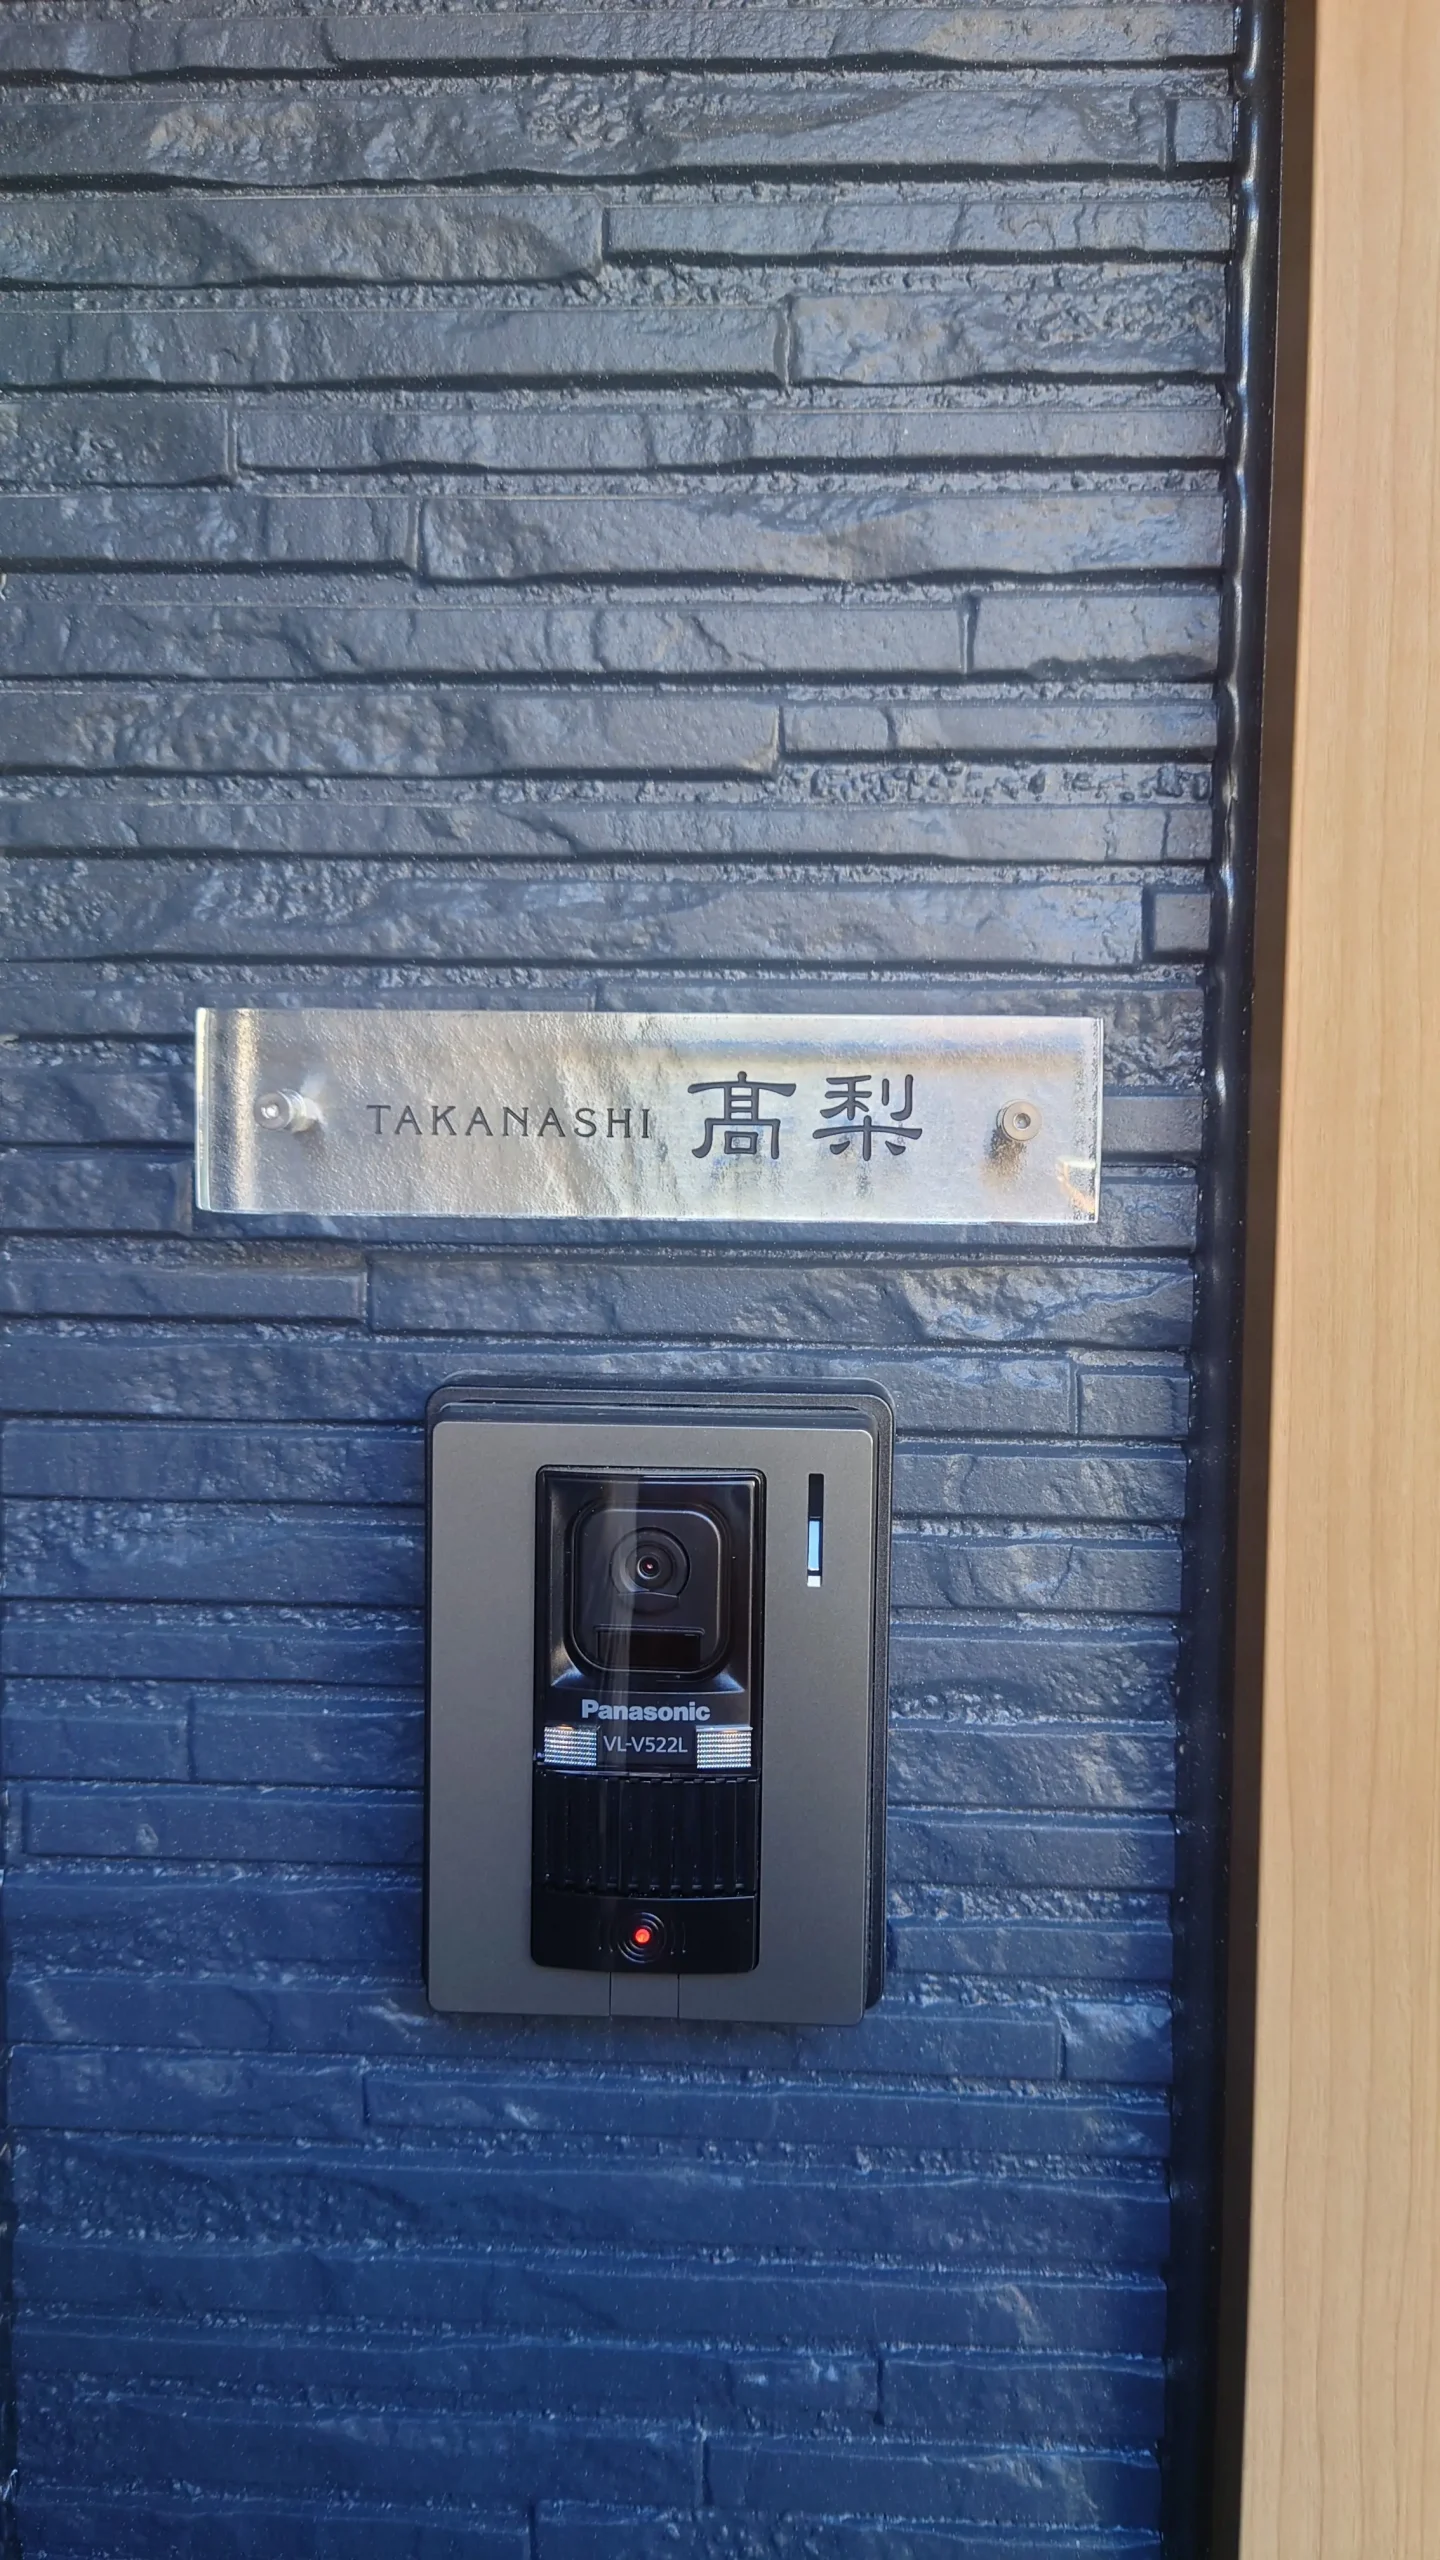 TAKANASHI 髙梨
Panasonic
VL-V522L